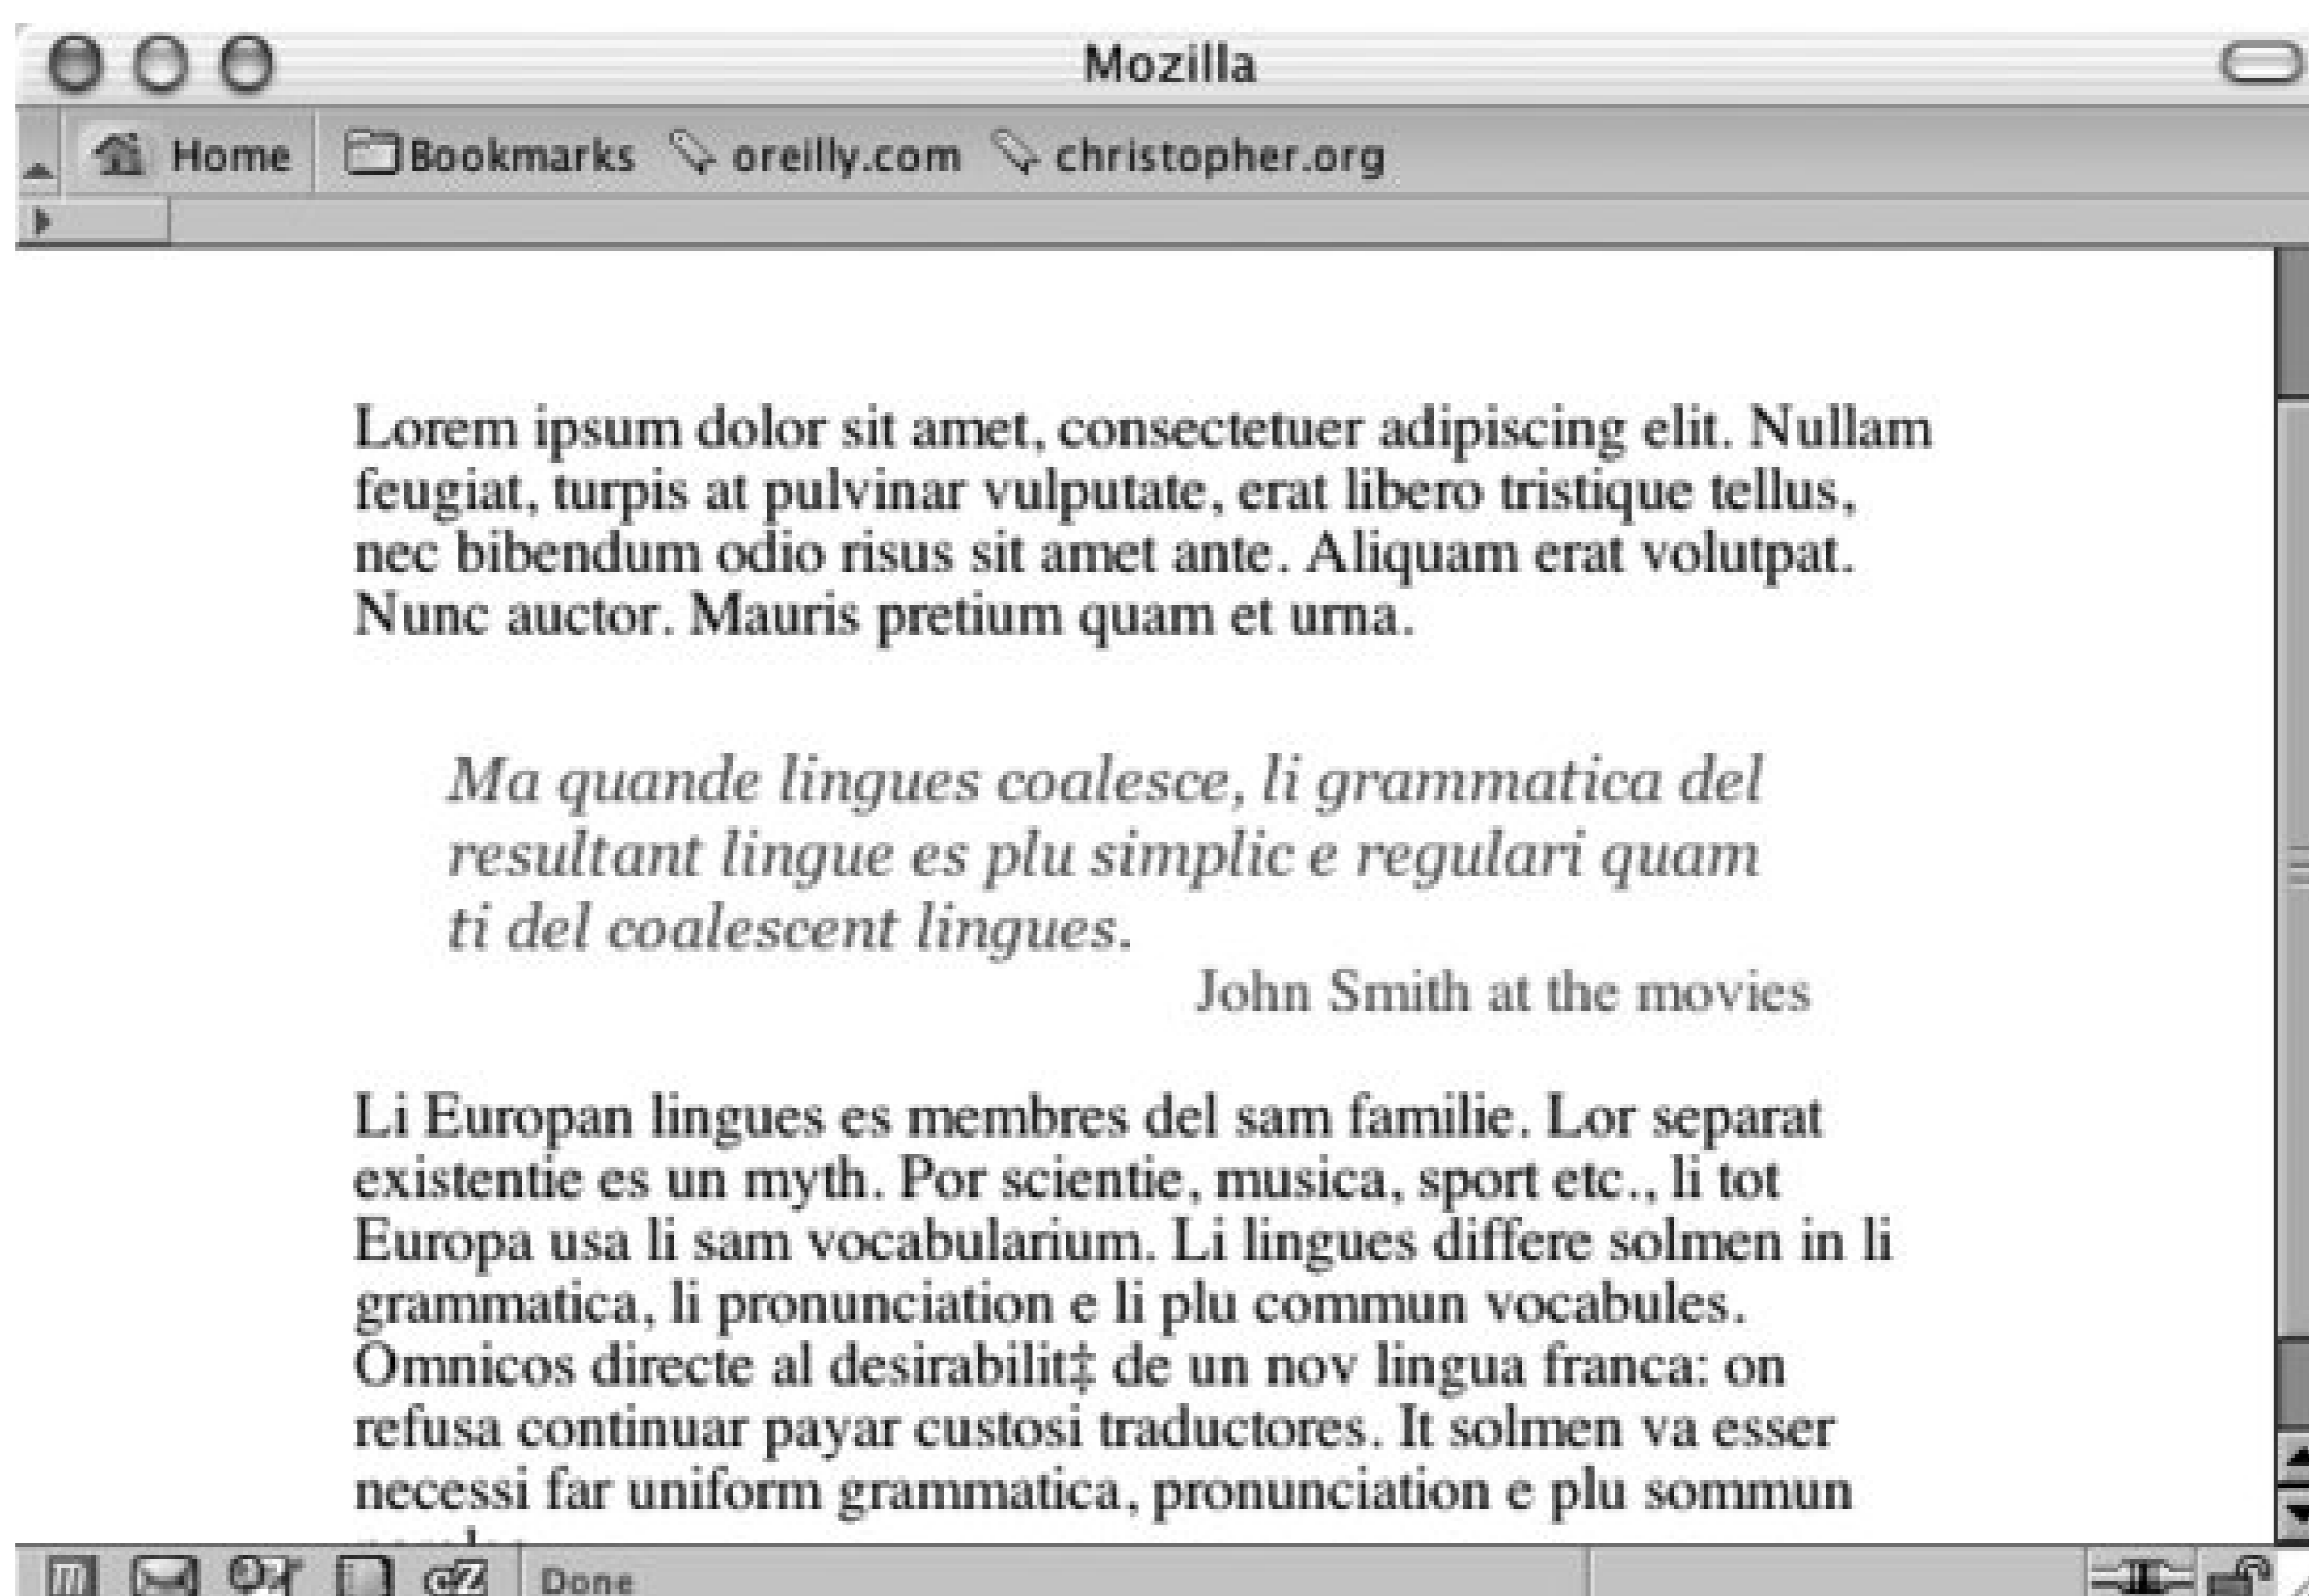 Mozilla
Home Bookmarks oreilly.com christopher.org
Lorem ipsum dolor sit amet, consectetuer adipiscing elit. Nullam
feugiat, turpis at pulvinar vulputate, erat libero tristique tellus,
nec bibendum odio risus sit amet ante. Aliquam erat volutpat.
Nunc auctor. Mauris pretium quam et urna.
Ma quande lingues coalesce, li grammatica del
resultant lingue es plu simplic e regulari quam
ti del coalescent lingues.
John Smith at the movies
Li Europan lingues es membres del sam familie. Lor separat
existentie es un myth. Por scientie, musica, sport etc., li tot
Europa usa li sam vocabularium. Li lingues differe solmen in li
grammatica, li pronunciation e li plu commun vocabules.
Omnicos directe al desirabilit‡ de un nov lingua franca: on
refusa continuar payar custosi traductores. It solmen va esser
necessi far uniform grammatica, pronunciation e plu sommun
Done